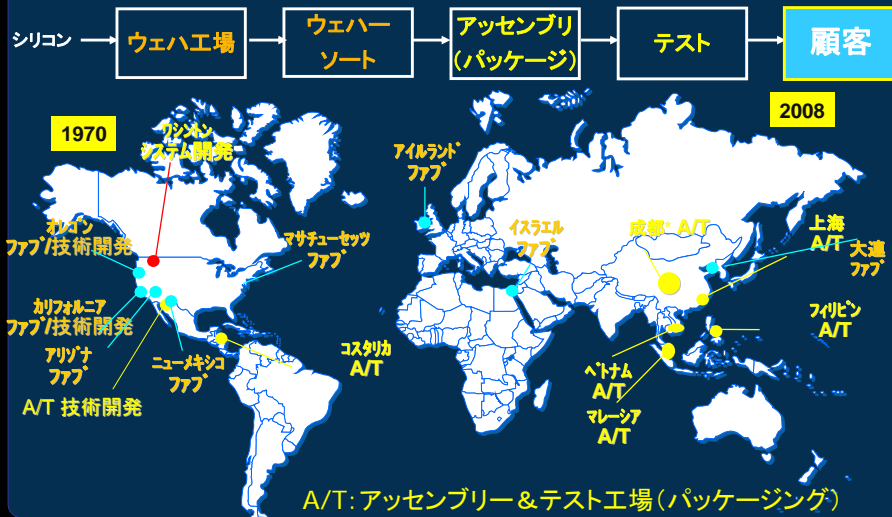 シリコン
ウェハ工場
ウェハー
ソート
アッセンブリ
(パッケージ)
テスト
顧客
1970
2008
ワシントン
システム開発
アイルランド
ファブ
オレゴン
ファブ/技術開発
マサチューセッツ
ファブ
イスラエル
ファブ
成都: A/T
上海
A/T
大連
ファブ
カリフォルニア
ファブ/技術開発
アリゾナ
ファブ
ニューメキシコ
ファブ
コスタリカ
A/T
フィリピン
A/T
ベトナム
A/T
マレーシア
A/T
A/T 技術開発
A/T: アッセンブリー&テスト工場(パッケージング)